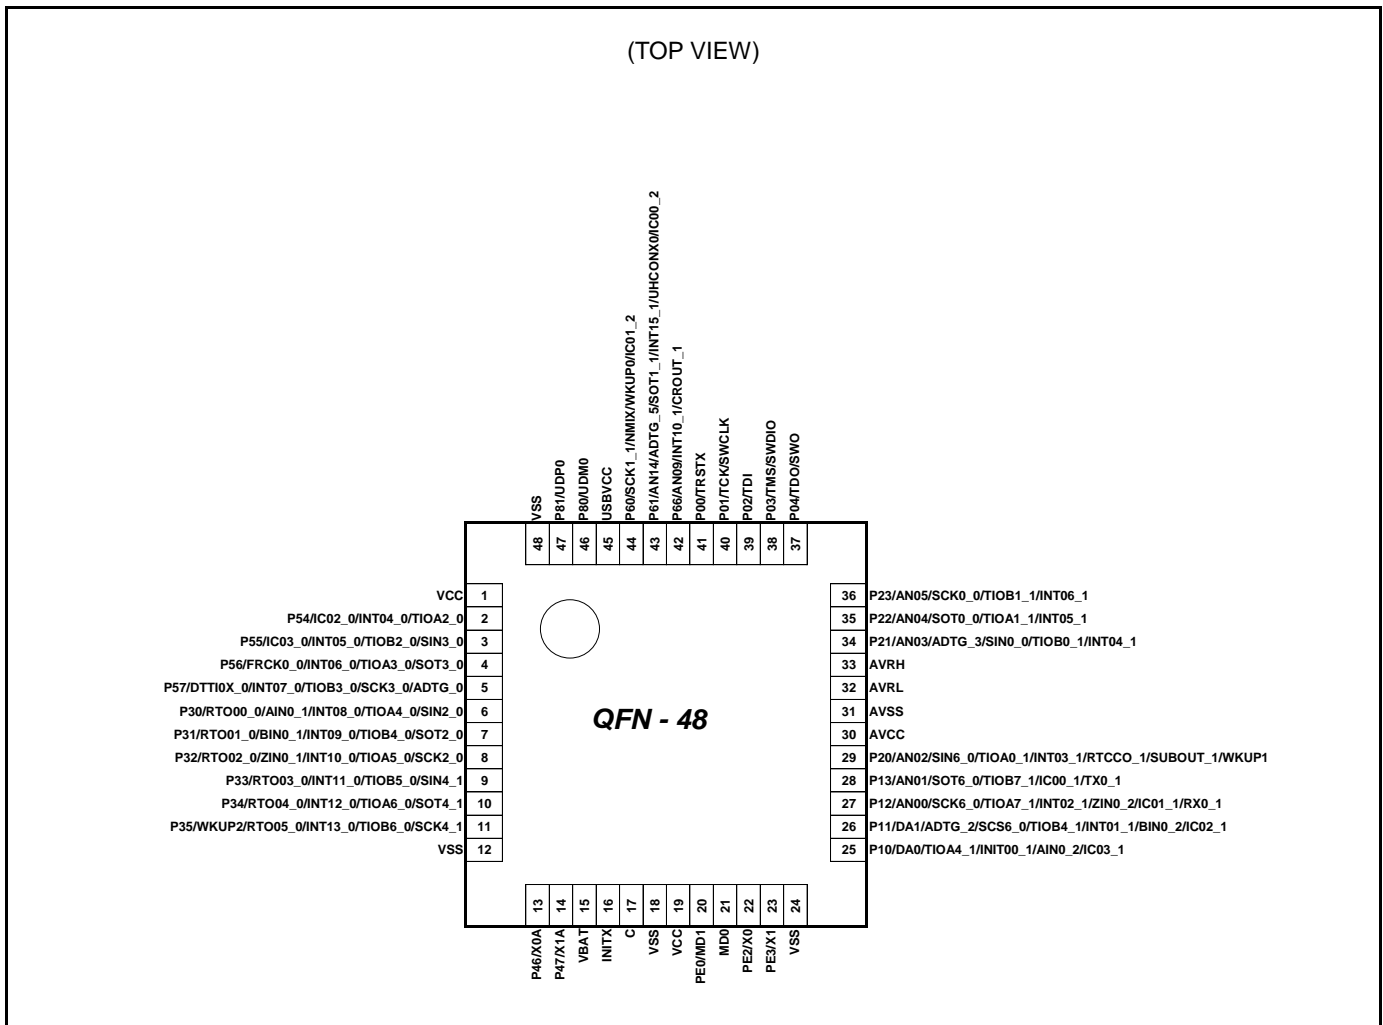 (TOP VIEW)
VSS
P81/UDP0
P80/UDM0
USBVCC
P60/SCK1_1/NMIX/WKUP0/IC01_2
P61/AN14/ADTG_5/SOT1_1/INT15_1/UHCONX0/IC00_2
P66/AN09/INT10_1/CROUT_1
P00/TRSTX
P01/TCK/SWCLK
P02/TDI
P03/TMS/SWDIO
P04/TDO/SWO
48 47 46 45 44 43 42 41 40 39 38 37
VCC 1
P54/IC02_0/INT04_0/TIOA2_0 2
P55/IC03_0/INT05_0/TIOB2_0/SIN3_0 3
P56/FRCK0_0/INT06_0/TIOA3_0/SOT3_0 4
P57/DTTI0X_0/INT07_0/TIOB3_0/SCK3_0/ADTG_0 5
P30/RTO00_0/AIN0_1/INT08_0/TIOA4_0/SIN2_0 6
P31/RTO01_0/BIN0_1/INT09_0/TIOB4_0/SOT2_0 7
P32/RTO02_0/ZIN0_1/INT10_0/TIOA5_0/SCK2_0 8
P33/RTO03_0/INT11_0/TIOB5_0/SIN4_1 9
P34/RTO04_0/INT12_0/TIOA6_0/SOT4_1 10
P35/WKUP2/RTO05_0/INT13_0/TIOB6_0/SCK4_1 11
VSS 12
QFN - 48
36 P23/AN05/SCK0_0/TIOB1_1/INT06_1
35 P22/AN04/SOT0_0/TIOA1_1/INT05_1
34 P21/AN03/ADTG_3/SIN0_0/TIOB0_1/INT04_1
33 AVRH
32 AVRL
31 AVSS
30 AVCC
29 P20/AN02/SIN6_0/TIOA0_1/INT03_1/RTCCO_1/SUBOUT_1/WKUP1
28 P13/AN01/SOT6_0/TIOB7_1/IC00_1/TX0_1
27 P12/AN00/SCK6_0/TIOA7_1/INT02_1/ZIN0_2/IC01_1/RX0_1
26 P11/DA1/ADTG_2/SCS6_0/TIOB4_1/INT01_1/BIN0_2/IC02_1
25 P10/DA0/TIOA4_1/INIT00_1/AIN0_2/IC03_1
13 14 15 16 17 18 19 20 21 22 23 24
P46/X0A
P47/X1A
VBAT
INITX
C
VSS
VCC
PE0/MD1
MD0
PE2/X0
PE3/X1
VSS